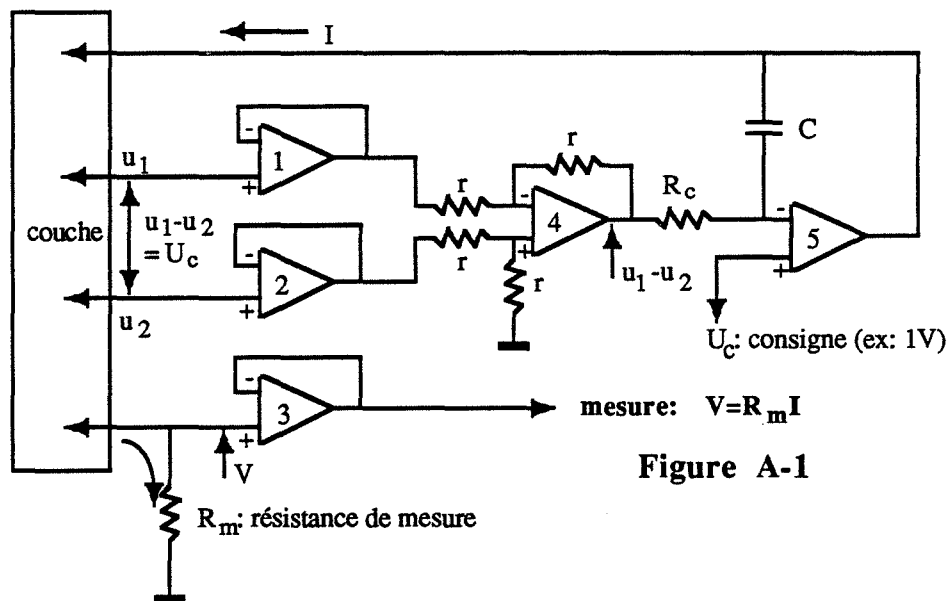 I
C
u1
-
1
+
r
r
Rc
-
4
+
-
5
+
couche
u1-u2
= Uc
-
2
+
r
r
u1-u2
u2
Uc: consigne (ex: 1V)
-
3
+
mesure: V=RmI
V
Figure A-1
Rm: résistance de mesure